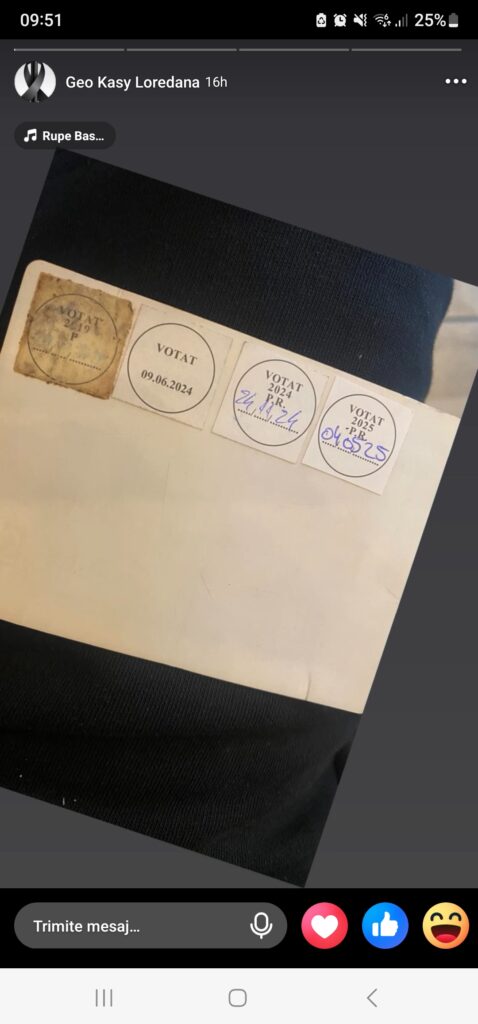 09:51
25%
Geo Kasy Loredana 16h
Rupe Bas...
VOTAT
2019
P
VOTAT
09.06.2024
VOTAT
2024
P.R.
24.11.24
VOTAT
2025
P.R.
04.05.25
Trimite mesaj...